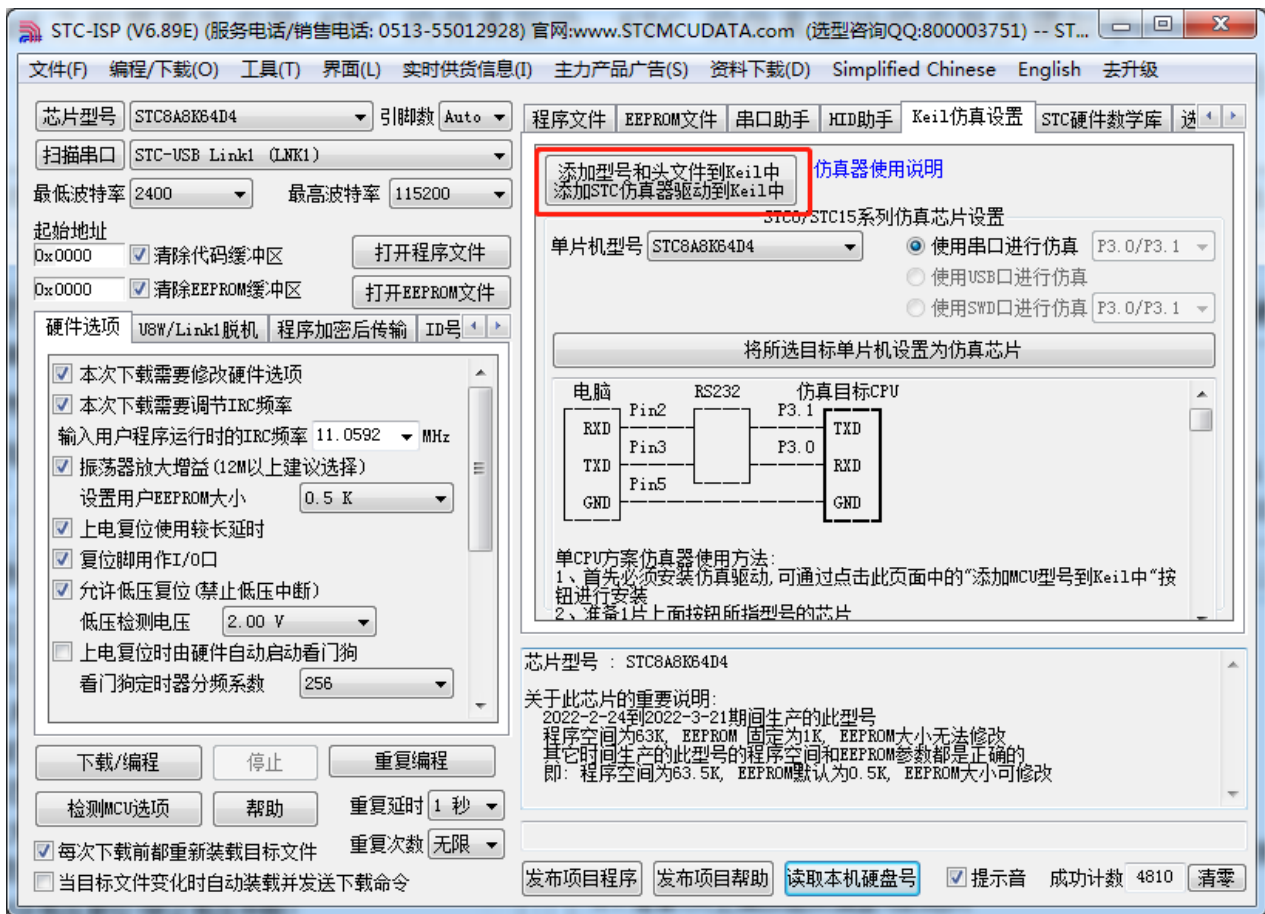 STC-ISP (V6.89E) (服务电话/销售电话: 0513-55012928) 官网:www.STCMCUDATA.com (选型咨询QQ:800003751) -- ST...
文件(F) 编程/下载(O) 工具(T) 界面(L) 实时供货信息(I) 主力产品广告(S) 资料下载(D) Simplified Chinese English 去升级
芯片型号 STC8A8K64D4 引脚数 Auto
扫描串口 STC-USB Link1 (LNK1)
最低波特率 2400 最高波特率 115200
起始地址
0x0000 清除代码缓冲区 打开程序文件
0x0000 清除EEPROM缓冲区 打开EEPROM文件
硬件选项 U8W/Link1脱机 程序加密后传输 ID号
本次下载需要修改硬件选项
本次下载需要调节IRC频率
输入用户程序运行时的IRC频率 11.0592 MHz
振荡器放大增益(12M以上建议选择)
设置用户EEPROM大小 0.5 K
上电复位使用较长延时
复位脚用作I/O口
允许低压复位(禁止低压中断)
低压检测电压 2.00 V
上电复位时由硬件自动启动看门狗
看门狗定时器分频系数 256
下载/编程 停止 重复编程
检测MCU选项 帮助 重复延时 1 秒
每次下载前都重新装载目标文件 重复次数 无限
当目标文件变化时自动装载并发送下载命令
程序文件 EEPROM文件 串口助手 HID助手 Keil仿真设置 STC硬件数学库 选
添加型号和头文件到Keil中
添加STC仿真器驱动到Keil中
仿真器使用说明
STC8/STC15系列仿真芯片设置
单片机型号 STC8A8K64D4 使用串口进行仿真 P3.0/P3.1
使用USB口进行仿真
使用SWD口进行仿真 P3.0/P3.1
将所选目标单片机设置为仿真芯片
电脑 RS232 仿真目标CPU
Pin2 P3.1
RXD TXD
Pin3 P3.0
TXD RXD
Pin5
GND GND
单CPU方案仿真器使用方法:
1、首先必须安装仿真驱动,可通过点击此页面中的"添加MCU型号到Keil中"按
钮进行安装
2、准备1片上面按钮所指型号的芯片
芯片型号 : STC8A8K64D4
关于此芯片的重要说明:
2022-2-24到2022-3-21期间生产的此型号
程序空间为63K, EEPROM 固定为1K, EEPROM大小无法修改
其它时间生产的此型号的程序空间和EEPROM参数都是正确的
即: 程序空间为63.5K, EEPROM默认为0.5K, EEPROM大小可修改
发布项目程序 发布项目帮助 读取本机硬盘号 提示音 成功计数 4810 清零